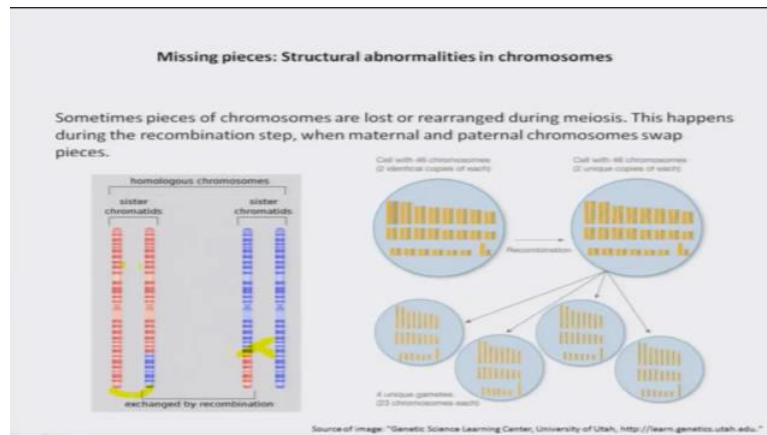 Missing pieces: Structural abnormalities in chromosomes
Sometimes pieces of chromosomes are lost or rearranged during meiosis. This happens
during the recombination step, when maternal and paternal chromosomes swap
pieces.
homologous chromosomes
sister
chromatids
sister
chromatids
exchanged by recombination
Cell with 46 chromosomes
(2 identical copies of each)
Cell with 46 chromosomes
(2 unique copies of each)
Recombination
4 unique gametes
(23 chromosomes each)
Source of image: "Genetic Science Learning Center, University of Utah, http://learn.genetics.utah.edu."